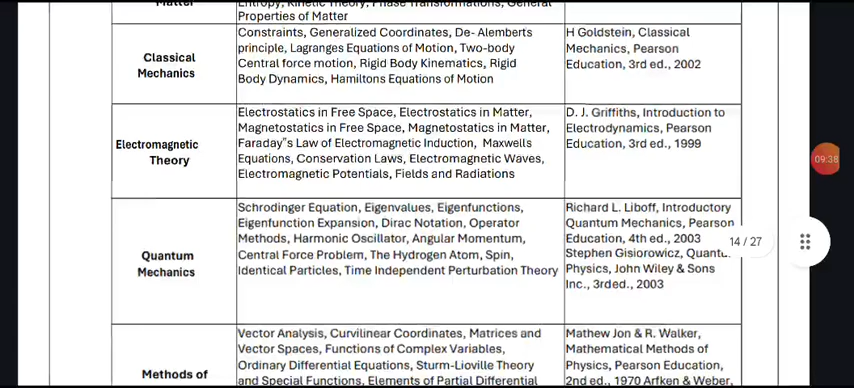 Matter
Entropy, Kinetic Theory, Phase Transformations, General
Properties of Matter
Classical
Mechanics
Constraints, Generalized Coordinates, De- Alemberts
principle, Lagranges Equations of Motion, Two-body
Central force motion, Rigid Body Kinematics, Rigid
Body Dynamics, Hamiltons Equations of Motion
H Goldstein, Classical
Mechanics, Pearson
Education, 3rd ed., 2002
Electromagnetic
Theory
Electrostatics in Free Space, Electrostatics in Matter,
Magnetostatics in Free Space, Magnetostatics in Matter,
Faraday"s Law of Electromagnetic Induction, Maxwells
Equations, Conservation Laws, Electromagnetic Waves,
Electromagnetic Potentials, Fields and Radiations
D. J. Griffiths, Introduction to
Electrodynamics, Pearson
Education, 3rd ed., 1999
09:38
Quantum
Mechanics
Schrodinger Equation, Eigenvalues, Eigenfunctions,
Eigenfunction Expansion, Dirac Notation, Operator
Methods, Harmonic Oscillator, Angular Momentum,
Central Force Problem, The Hydrogen Atom, Spin,
Identical Particles, Time Independent Perturbation Theory
Richard L. Liboff, Introductory
Quantum Mechanics, Pearson
Education, 4th ed., 2003
Stephen Gisiorowicz, Quantu
Physics, John Wiley & Sons
Inc., 3rded., 2003
14 / 27
Methods of
Vector Analysis, Curvilinear Coordinates, Matrices and
Vector Spaces, Functions of Complex Variables,
Ordinary Differential Equations, Sturm-Lioville Theory
and Special Functions, Elements of Partial Differential
Mathew Jon & R. Walker,
Mathematical Methods of
Physics, Pearson Education,
2nd ed., 1970 Arfken & Weber,